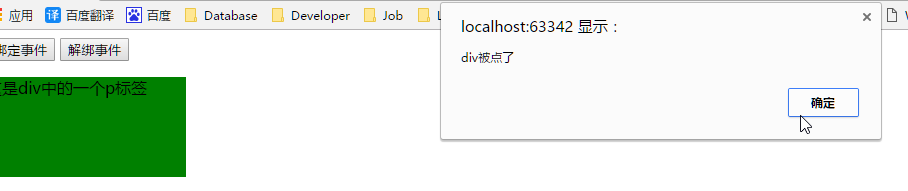 应用 百度翻译 百度 Database Developer Job L W
localhost:63342 显示：
div被点了
确定
绑定事件 解绑事件
是div中的一个p标签